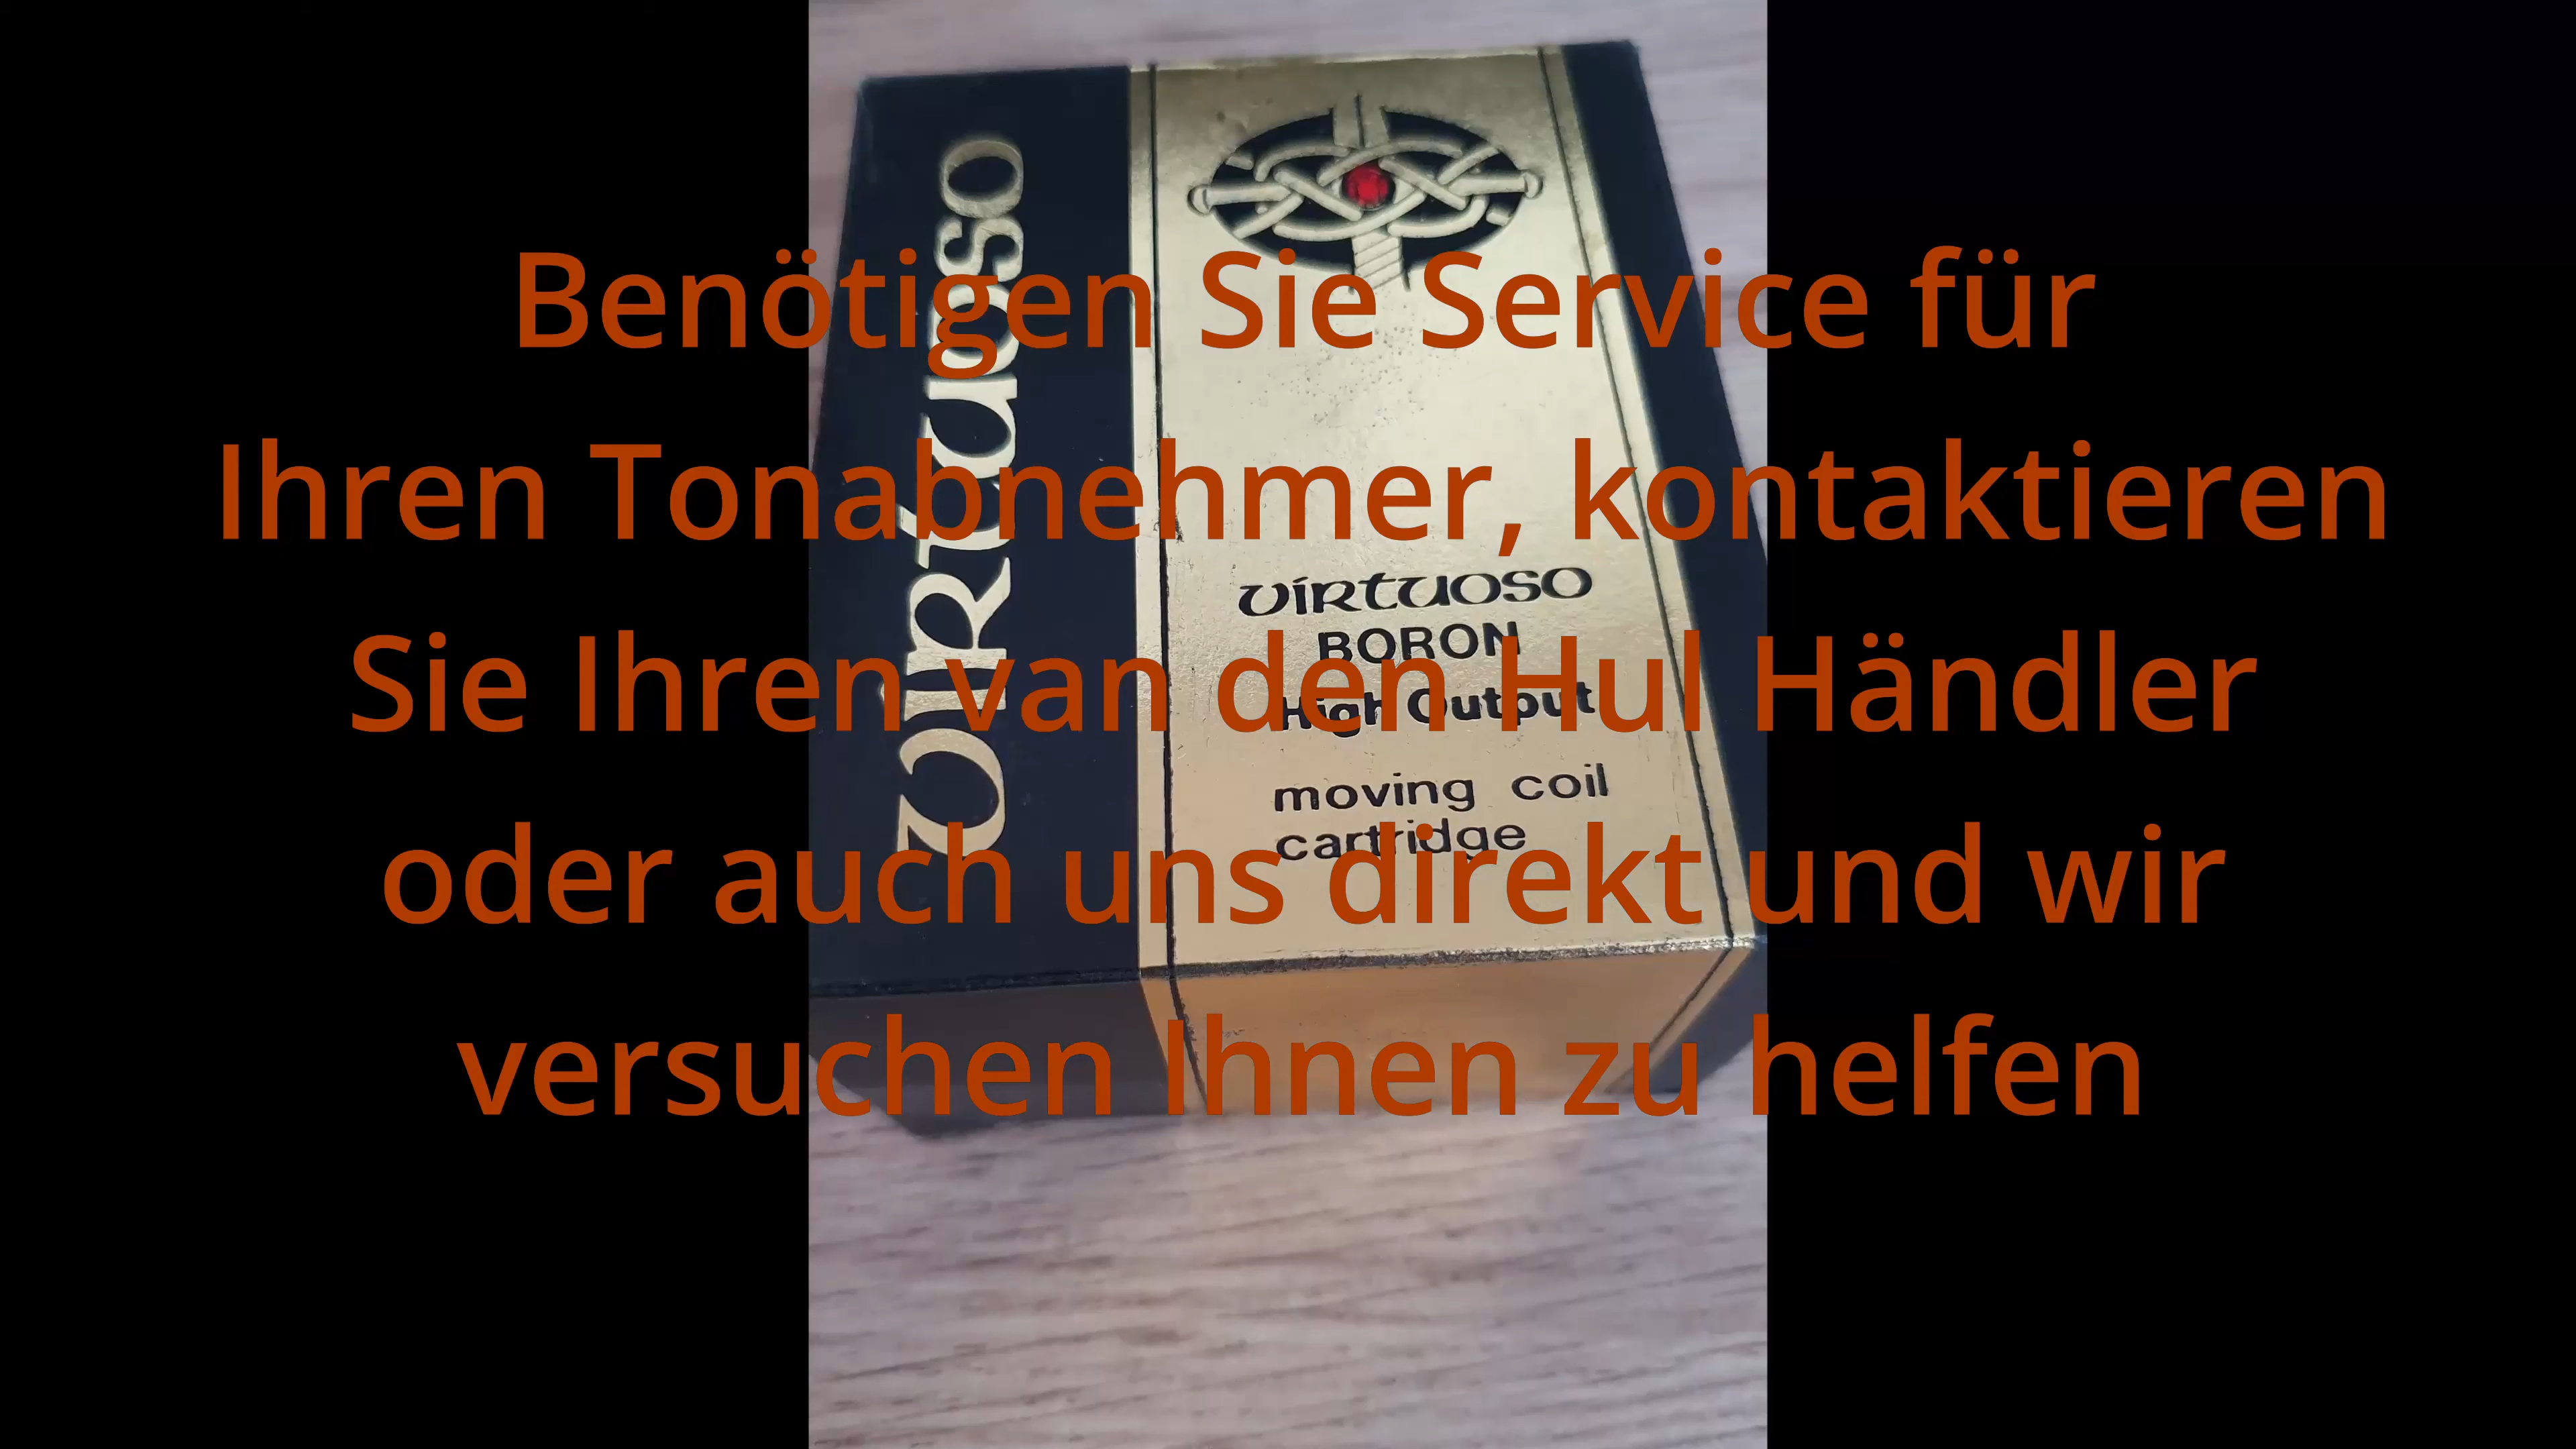 Benötigen Sie Service für
Ihren Tonabnehmer, kontaktieren
Sie Ihren van den Hul Händler
oder auch uns direkt und wir
versuchen Ihnen zu helfen
virtuoso
virtuoso
BORON
High Output
moving coil
cartridge